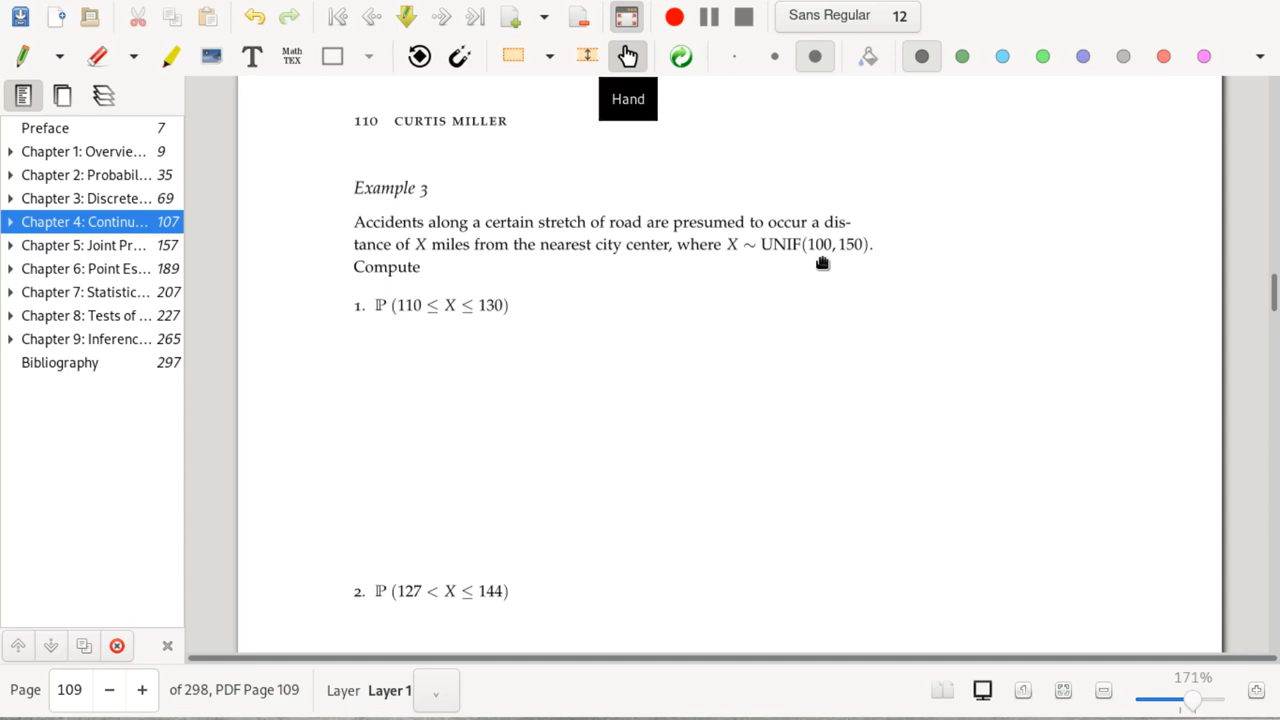 Sans Regular 12
Math
TEX
Hand
Preface 7
Chapter 1: Overvie... 9
Chapter 2: Probabil... 35
Chapter 3: Discrete... 69
Chapter 4: Continu... 107
Chapter 5: Joint Pr... 157
Chapter 6: Point Es... 189
Chapter 7: Statistic... 207
Chapter 8: Tests of ... 227
Chapter 9: Inferenc... 265
Bibliography 297
110 CURTIS MILLER
Example 3
Accidents along a certain stretch of road are presumed to occur a dis-
tance of X miles from the nearest city center, where X ∼ UNIF(100, 150).
Compute
1. ℙ (110 ≤ X ≤ 130)
2. ℙ (127 < X ≤ 144)
Page 109 − + of 298, PDF Page 109 Layer Layer 1 171%